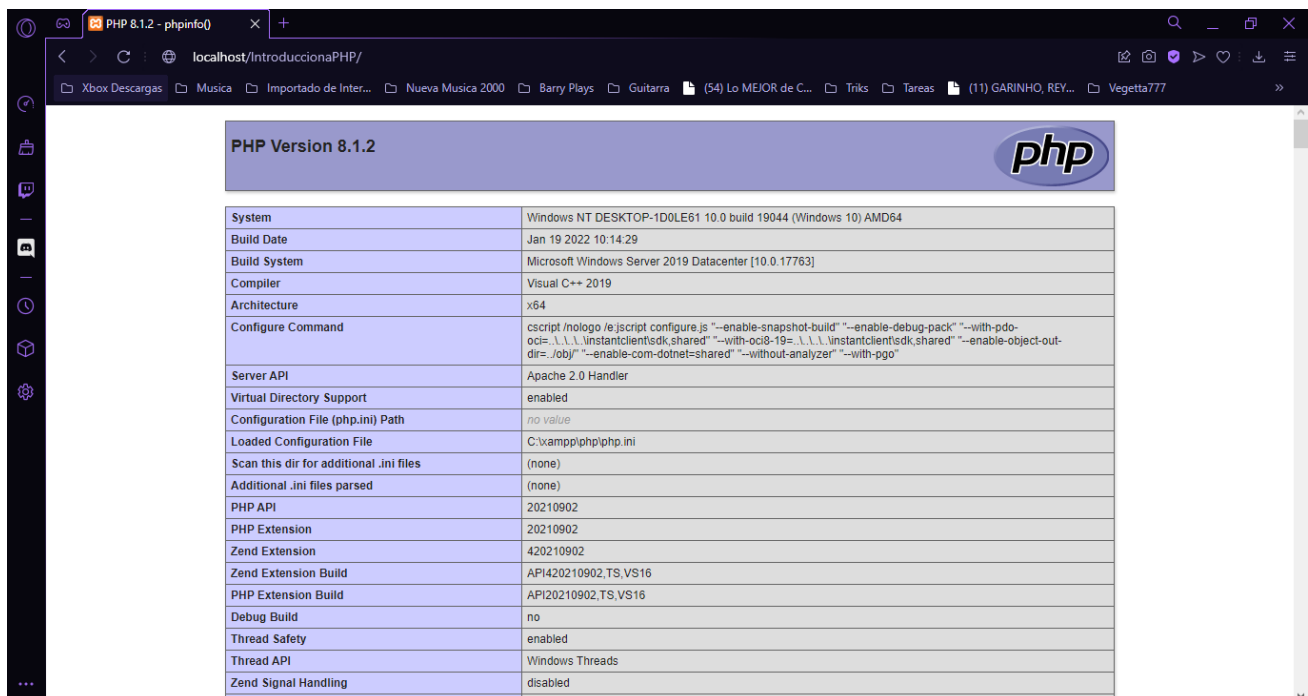 PHP 8.1.2 - phpinfo()
localhost/IntroduccionaPHP/
Xbox Descargas Musica Importado de Inter... Nueva Musica 2000 Barry Plays Guitarra (54) Lo MEJOR de C... Triks Tareas (11) GARINHO, REY... Vegetta777
PHP Version 8.1.2
php
System Windows NT DESKTOP-1D0LE61 10.0 build 19044 (Windows 10) AMD64
Build Date Jan 19 2022 10:14:29
Build System Microsoft Windows Server 2019 Datacenter [10.0.17763]
Compiler Visual C++ 2019
Architecture x64
Configure Command cscript /nologo /e:jscript configure.js "--enable-snapshot-build" "--enable-debug-pack" "--with-pdo-
oci=..\..\..\..\instantclient\sdk,shared" "--with-oci8-19=..\..\..\..\instantclient\sdk,shared" "--enable-object-out-
dir=../obj/" "--enable-com-dotnet=shared" "--without-analyzer" "--with-pgo"
Server API Apache 2.0 Handler
Virtual Directory Support enabled
Configuration File (php.ini) Path no value
Loaded Configuration File C:\xampp\php\php.ini
Scan this dir for additional .ini files (none)
Additional .ini files parsed (none)
PHP API 20210902
PHP Extension 20210902
Zend Extension 420210902
Zend Extension Build API420210902,TS,VS16
PHP Extension Build API20210902,TS,VS16
Debug Build no
Thread Safety enabled
Thread API Windows Threads
Zend Signal Handling disabled